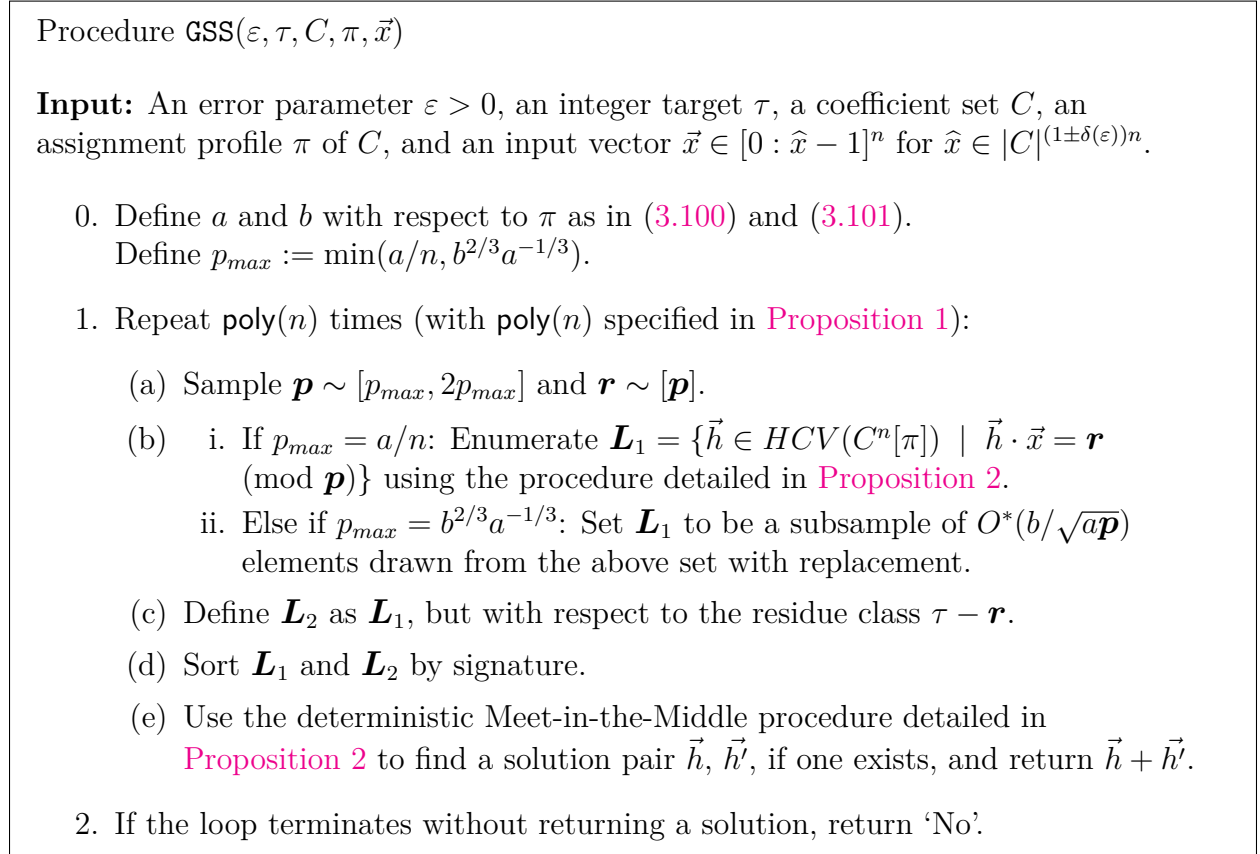 Procedure GSS(ε, τ, C, π, x⃗)
Input: An error parameter ε > 0, an integer target τ, a coefficient set C, an
assignment profile π of C, and an input vector x⃗ ∈ [0 : x̂ − 1]ⁿ for x̂ ∈ |C|^{(1±δ(ε))n}.
0. Define a and b with respect to π as in (3.100) and (3.101).
Define p_{max} := min(a/n, b^{2/3}a^{−1/3}).
1. Repeat poly(n) times (with poly(n) specified in Proposition 1):
(a) Sample p ∼ [p_{max}, 2p_{max}] and r ∼ [p].
(b) i. If p_{max} = a/n: Enumerate L₁ = {h⃗ ∈ HCV(Cⁿ[π]) | h⃗ · x⃗ = r
(mod p)} using the procedure detailed in Proposition 2.
ii. Else if p_{max} = b^{2/3}a^{−1/3}: Set L₁ to be a subsample of O*(b/√(ap))
elements drawn from the above set with replacement.
(c) Define L₂ as L₁, but with respect to the residue class τ − r.
(d) Sort L₁ and L₂ by signature.
(e) Use the deterministic Meet-in-the-Middle procedure detailed in
Proposition 2 to find a solution pair h⃗, h⃗′, if one exists, and return h⃗ + h⃗′.
2. If the loop terminates without returning a solution, return ‘No’.